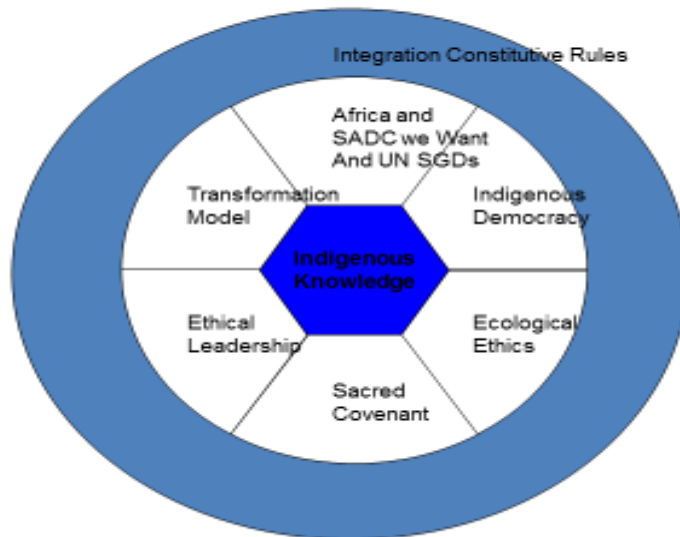 Integration Constitutive Rules
Africa and
SADC we Want
And UN SGDs
Transformation
Model
Indigenous
Democracy
Indigenous
Knowledge
Ethical
Leadership
Ecological
Ethics
Sacred
Covenant